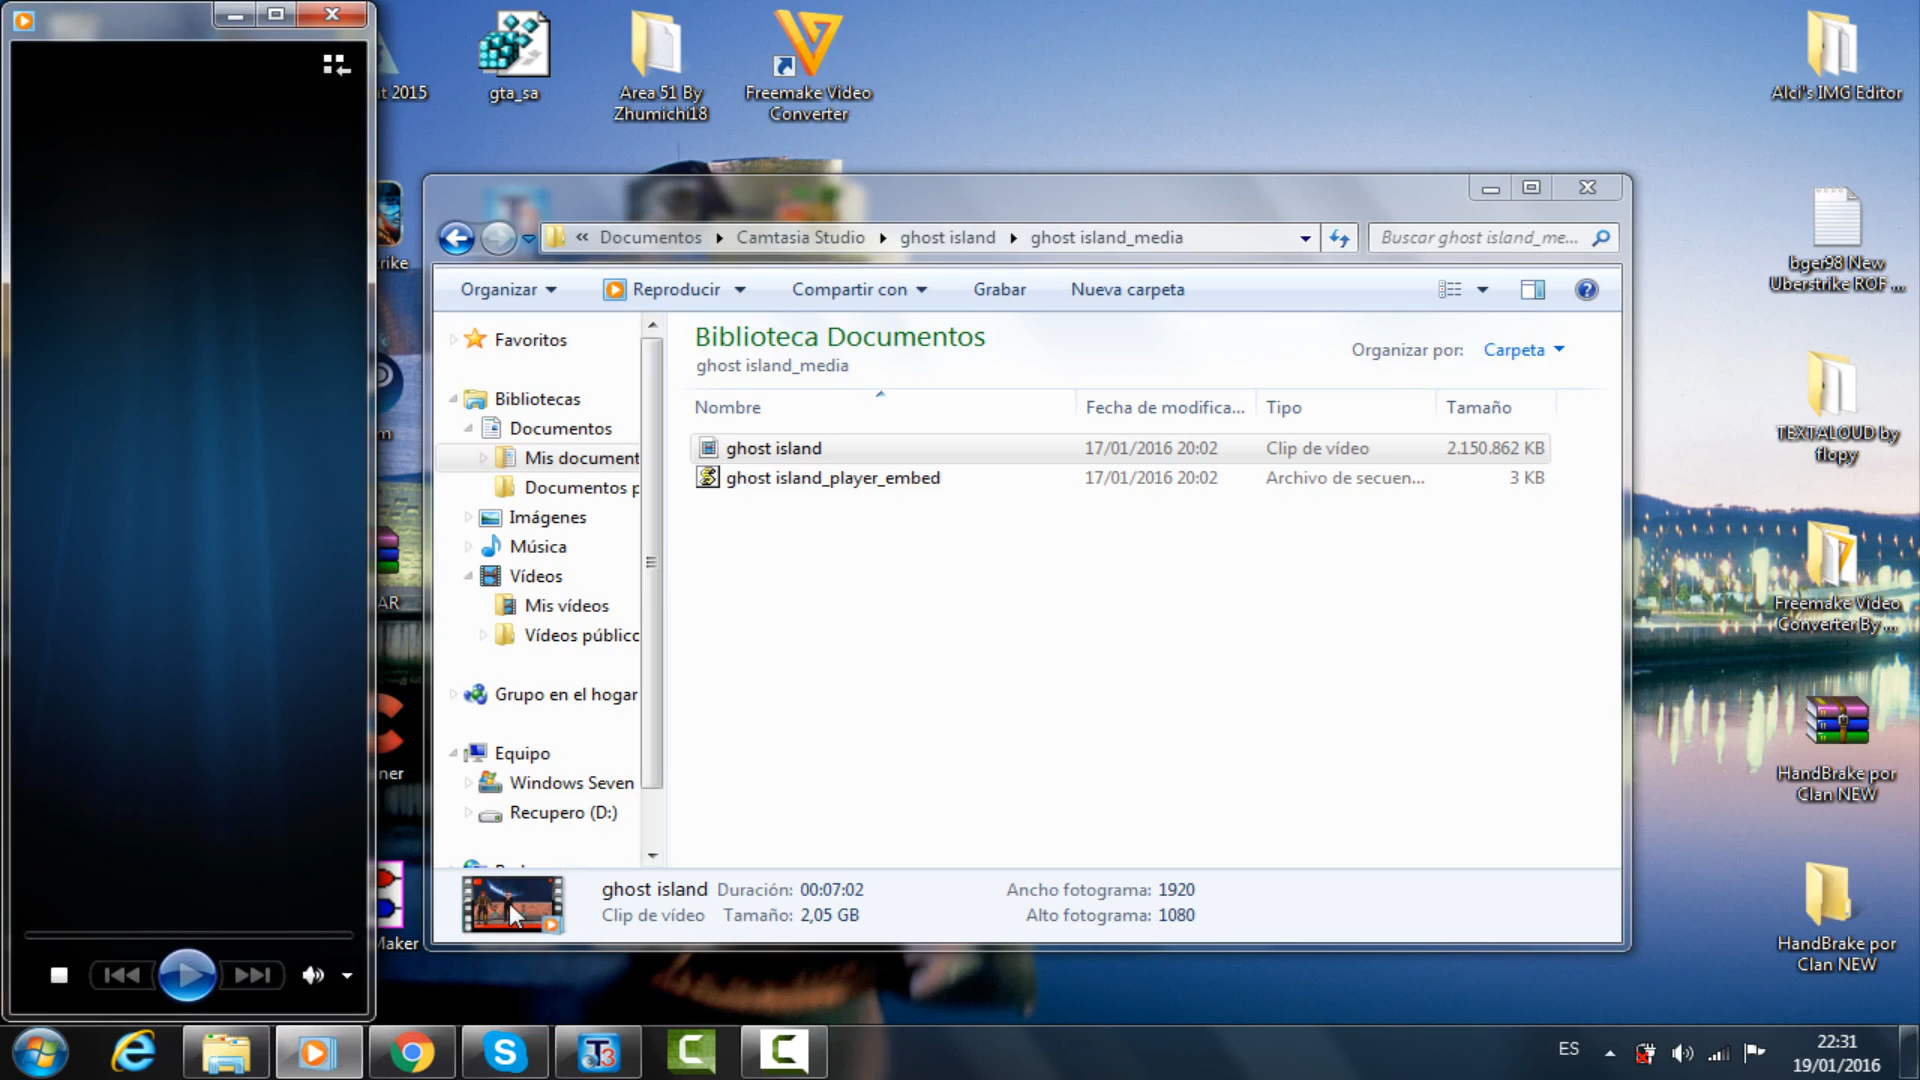 nt 2015
gta_sa
Area 51 By
Zhumichi18
Freemake Video
Converter
Alci's IMG Editor
rike
bger98 New
Uberstrike ROF ...
TEXTALOUD by
flopy
AR
Freemake Video
Converter By ...
ner
HandBrake por
Clan NEW
Maker
HandBrake por
Clan NEW
« Documentos Camtasia Studio ghost island ghost island_media
Buscar ghost island_me...
Organizar Reproducir Compartir con Grabar Nueva carpeta
Favoritos
Bibliotecas
Documentos
Mis document
Documentos p
Imágenes
Música
Vídeos
Mis vídeos
Vídeos públicc
Grupo en el hogar
Equipo
Windows Seven
Recupero (D:)
Biblioteca Documentos
ghost island_media
Organizar por: Carpeta
Nombre Fecha de modifica... Tipo Tamaño
ghost island 17/01/2016 20:02 Clip de vídeo 2.150.862 KB
ghost island_player_embed 17/01/2016 20:02 Archivo de secuen... 3 KB
ghost island Duración: 00:07:02 Ancho fotograma: 1920
Clip de vídeo Tamaño: 2,05 GB Alto fotograma: 1080
ES
22:31
19/01/2016